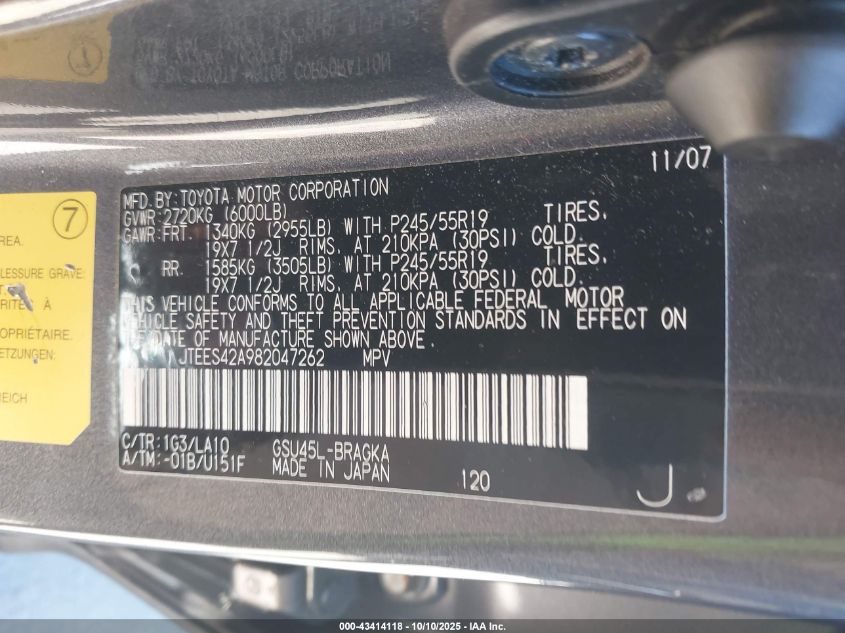 11/07
MFD.BY:TOYOTA MOTOR CORPORATION
GVWR:2720KG (6000LB)
GAWR:FRT. 1340KG (2955LB) WITH P245/55R19 TIRES.
19X7 1/2J RIMS. AT 210KPA (30PSI) COLD.
RR. 1585KG (3505LB) WITH P245/55R19 TIRES.
19X7 1/2J RIMS. AT 210KPA (30PSI) COLD.
THIS VEHICLE CONFORMS TO ALL APPLICABLE FEDERAL MOTOR
VEHICLE SAFETY AND THEFT PREVENTION STANDARDS IN EFFECT ON
THE DATE OF MANUFACTURE SHOWN ABOVE.
JTEES42A982047262 MPV
C/TR:1G3/LA10 GSU45L-BRAGKA
A/TM:-01B/U151F MADE IN JAPAN
120 J.
7
AREA.
PLESSURE GRAVE
À
PROPIÉTAIRE.
000-43414118 - 10/10/2025 - IAA Inc.